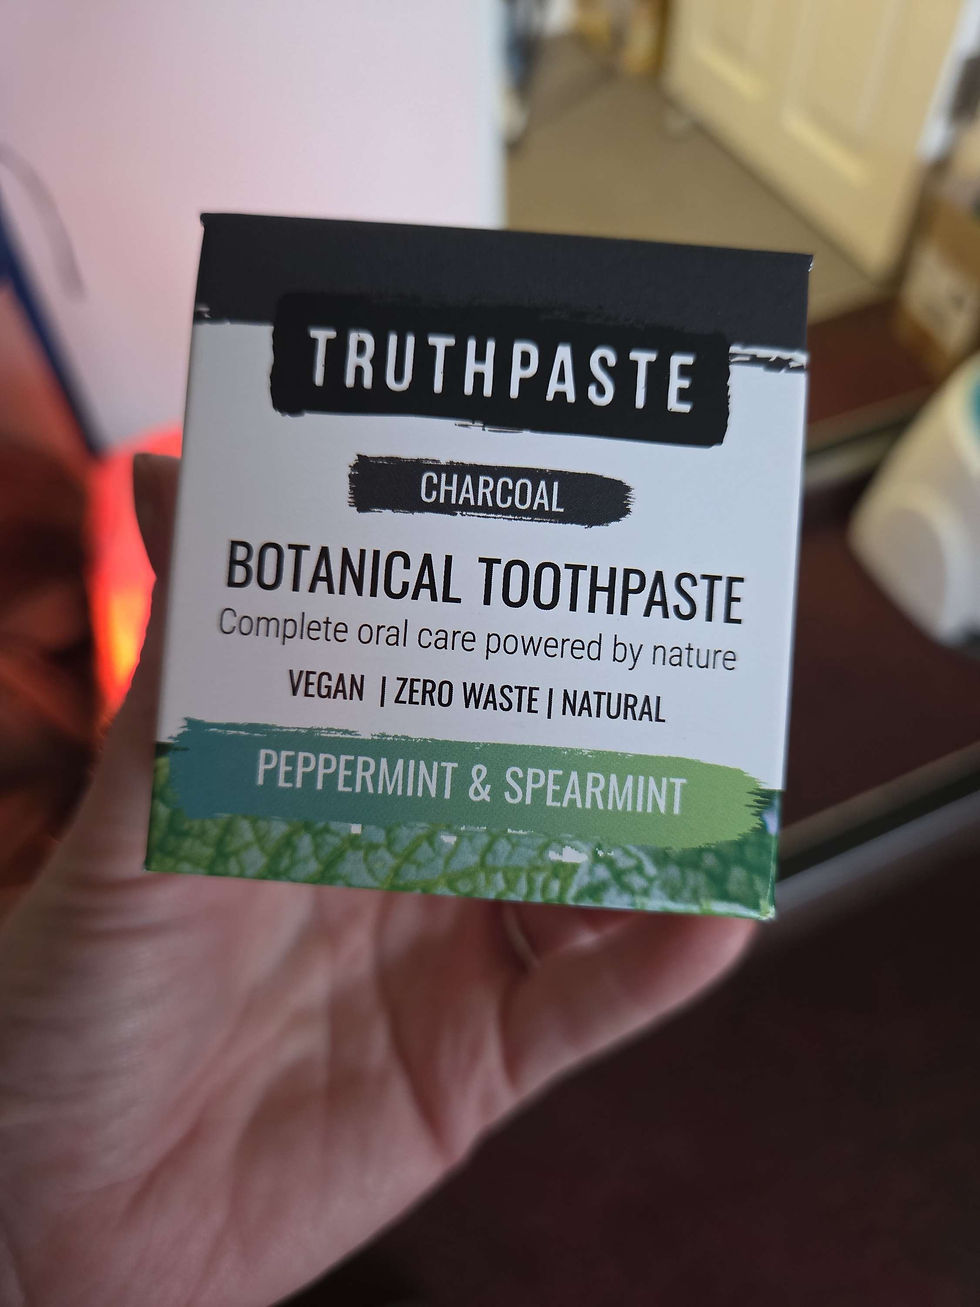 TRUTHPASTE
CHARCOAL
BOTANICAL TOOTHPASTE
Complete oral care powered by nature
VEGAN | ZERO WASTE | NATURAL
PEPPERMINT & SPEARMINT